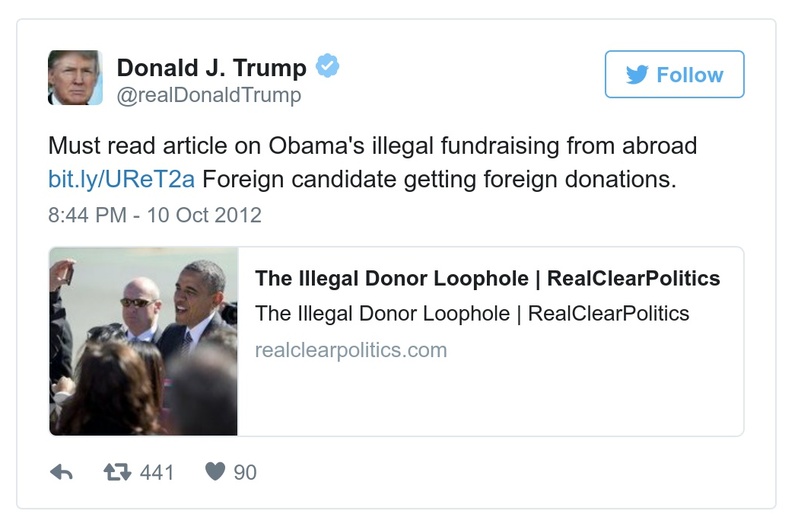 Donald J. Trump
@realDonaldTrump
Follow
Must read article on Obama's illegal fundraising from abroad
bit.ly/UReT2a Foreign candidate getting foreign donations.
8:44 PM - 10 Oct 2012
The Illegal Donor Loophole | RealClearPolitics
The Illegal Donor Loophole | RealClearPolitics
realclearpolitics.com
441 90